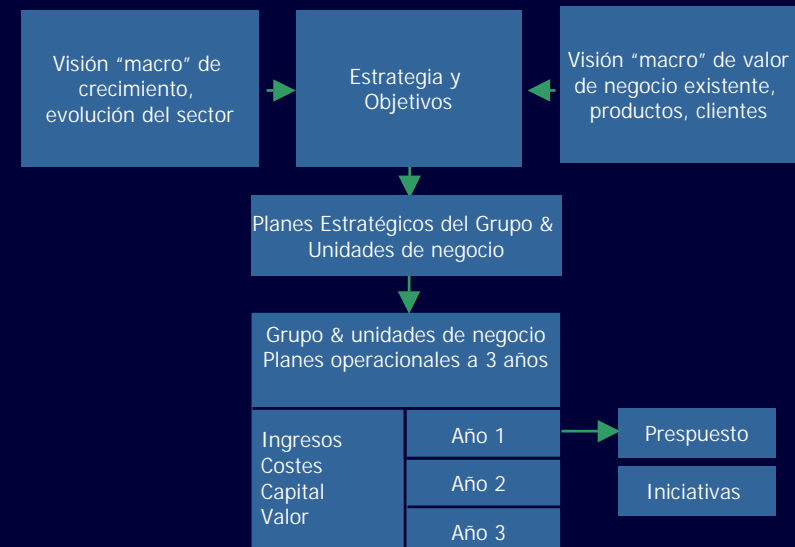 Visión “macro” de
crecimiento,
evolución del sector
Estrategia y
Objetivos
Visión “macro” de valor
de negocio existente,
productos, clientes
Planes Estratégicos del Grupo &
Unidades de negocio
Grupo & unidades de negocio
Planes operacionales a 3 años
Ingresos
Costes
Capital
Valor
Año 1
Año 2
Año 3
Prespuesto
Iniciativas